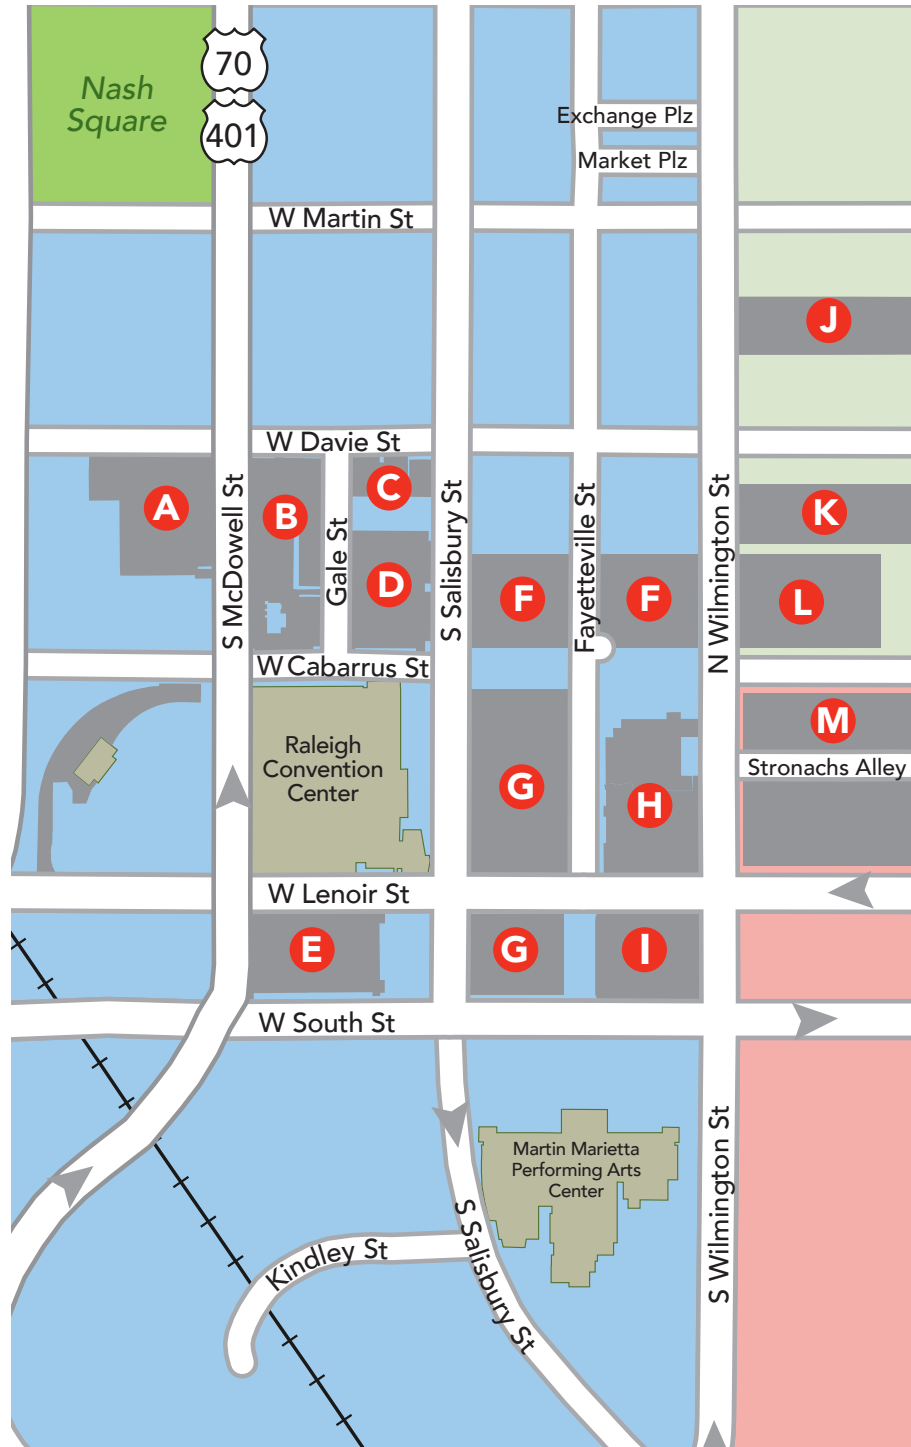 70
Nash
Square
401
Exchange Plz
Market Plz
W Martin St
J
W Davie St
A
B
C
K
S McDowell St
Gale St
S Salisbury St
Fayetteville St
N Wilmington St
D
F
F
L
W Cabarrus St
M
Raleigh
Convention
Center
Stronachs Alley
G
H
W Lenoir St
E
G
I
W South St
Martin Marietta
Performing Arts
Center
S Wilmington St
Kindley St
S Salisbury St